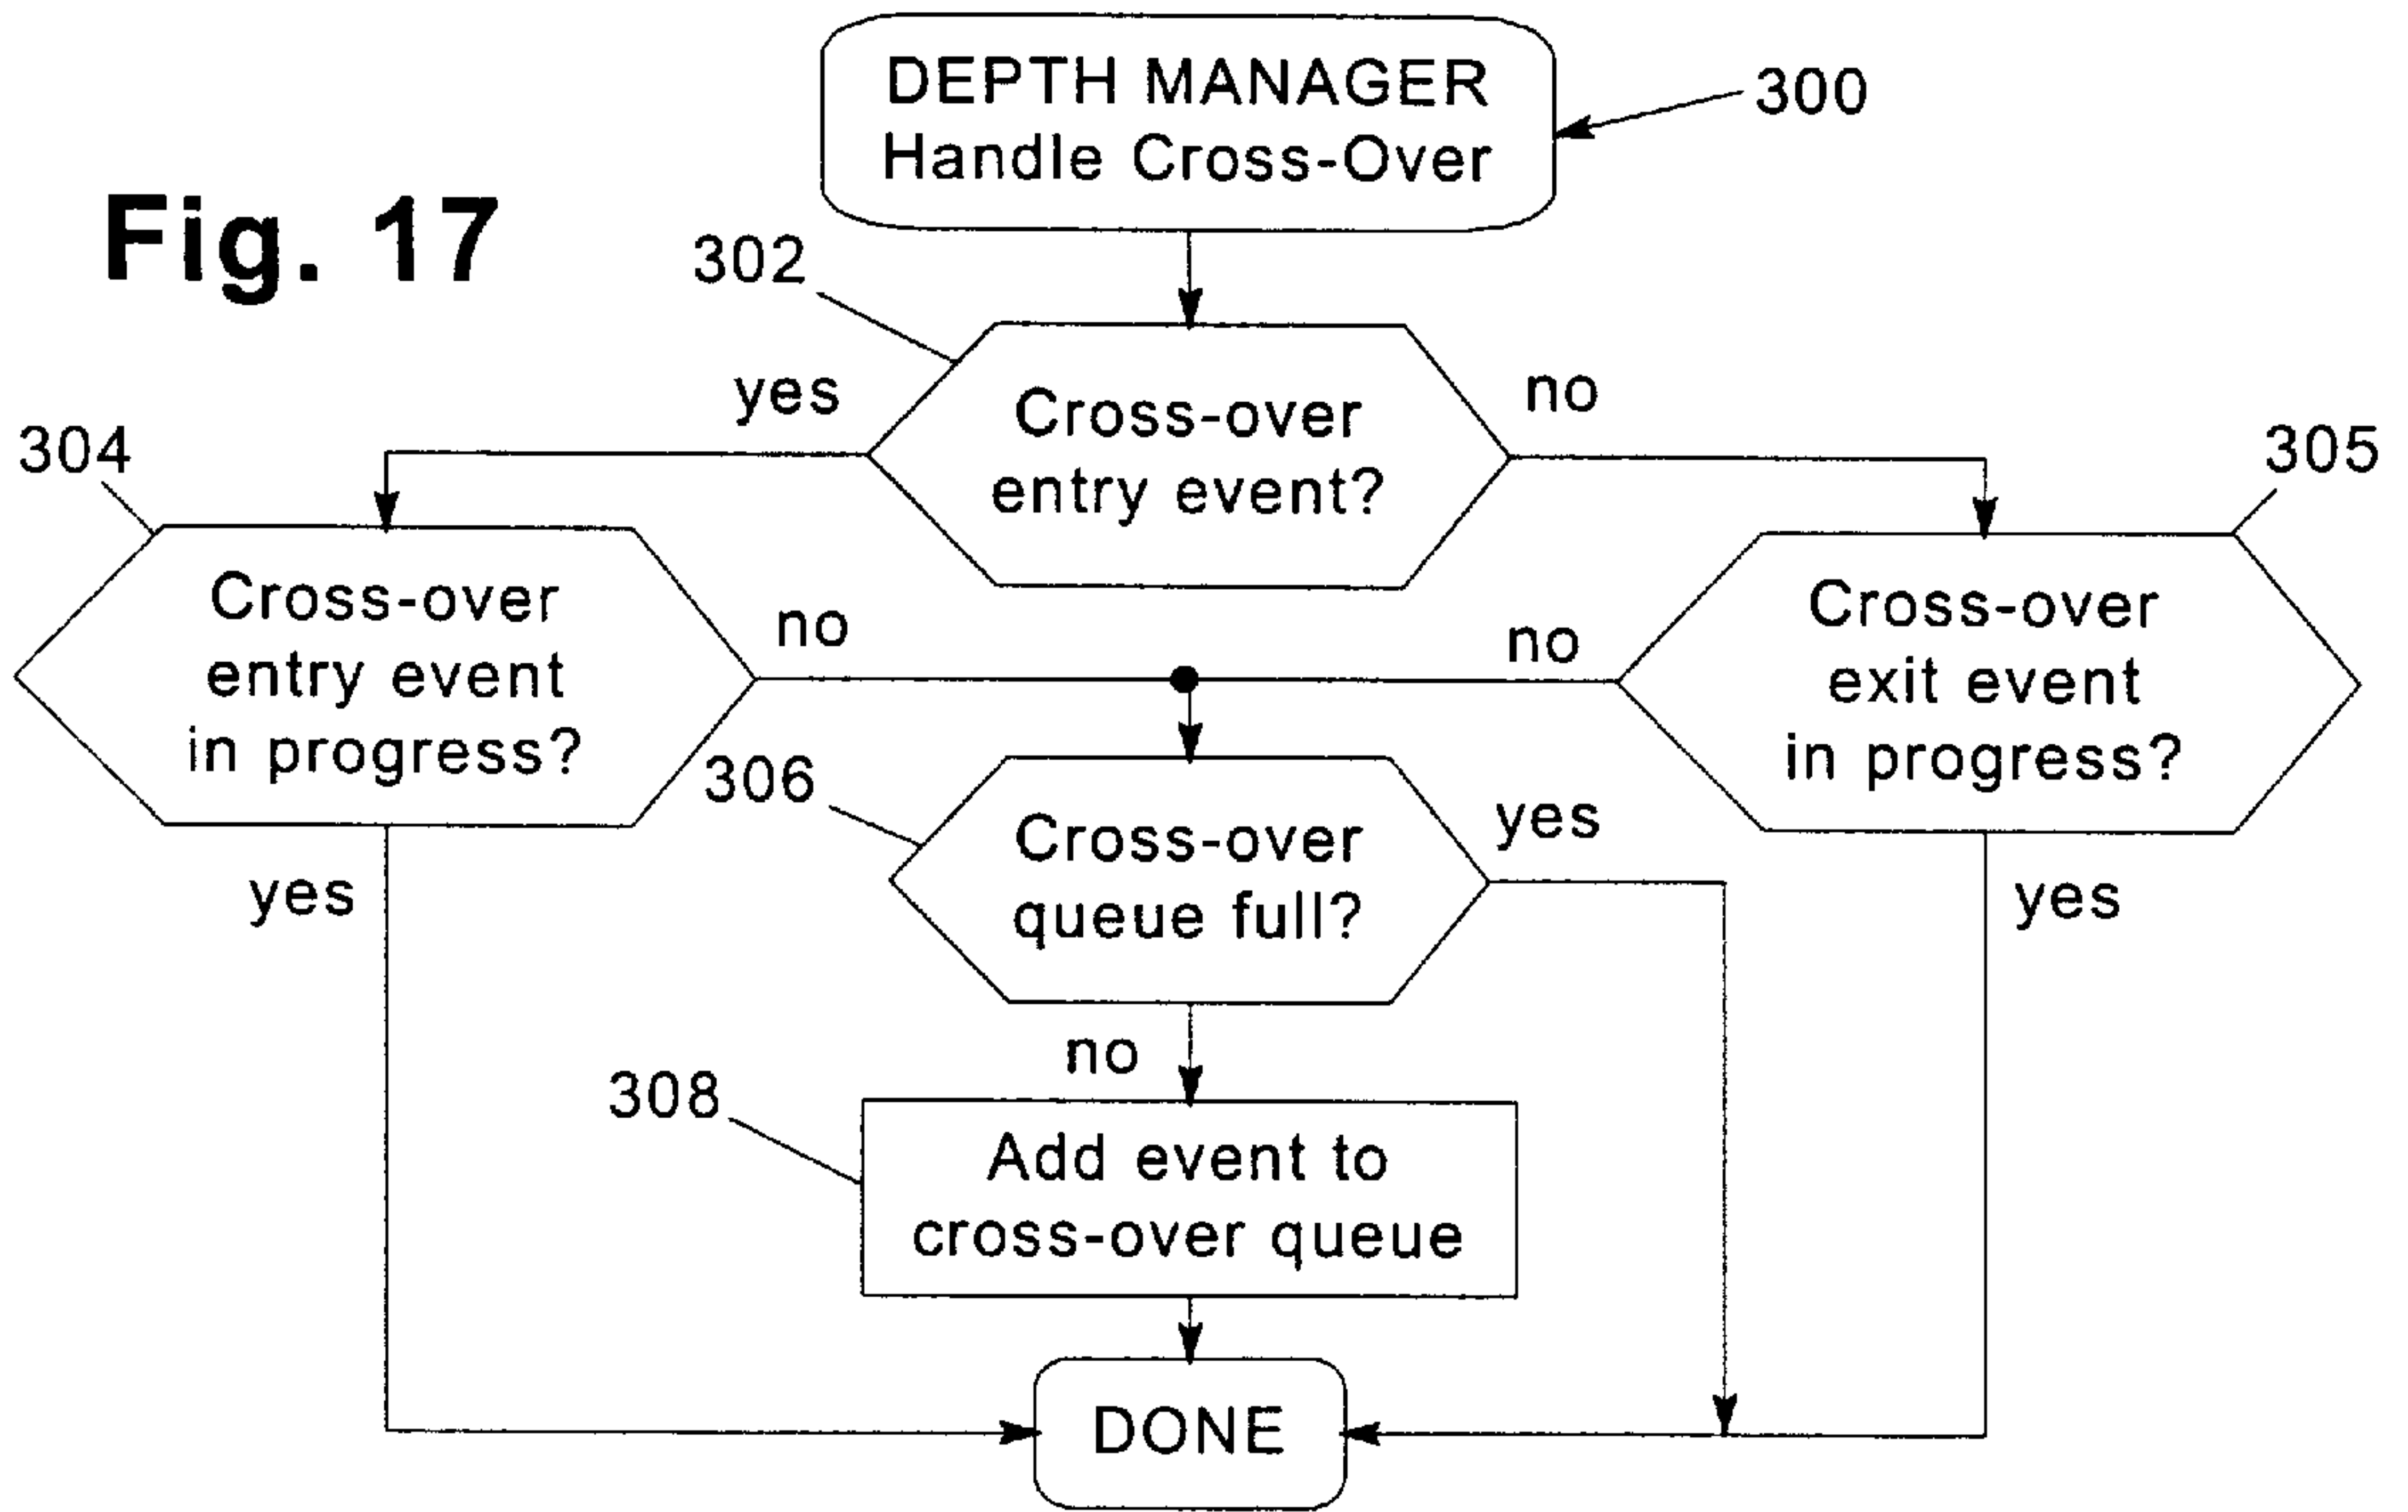 DEPTH MANAGER
Handle Cross-Over
300
Fig. 17
302
yes
Cross-over
entry event?
no
304
305
Cross-over
entry event
in progress?
no
no
Cross-over
exit event
in progress?
306
Cross-over
queue full?
yes
yes
yes
no
308
Add event to
cross-over queue
DONE